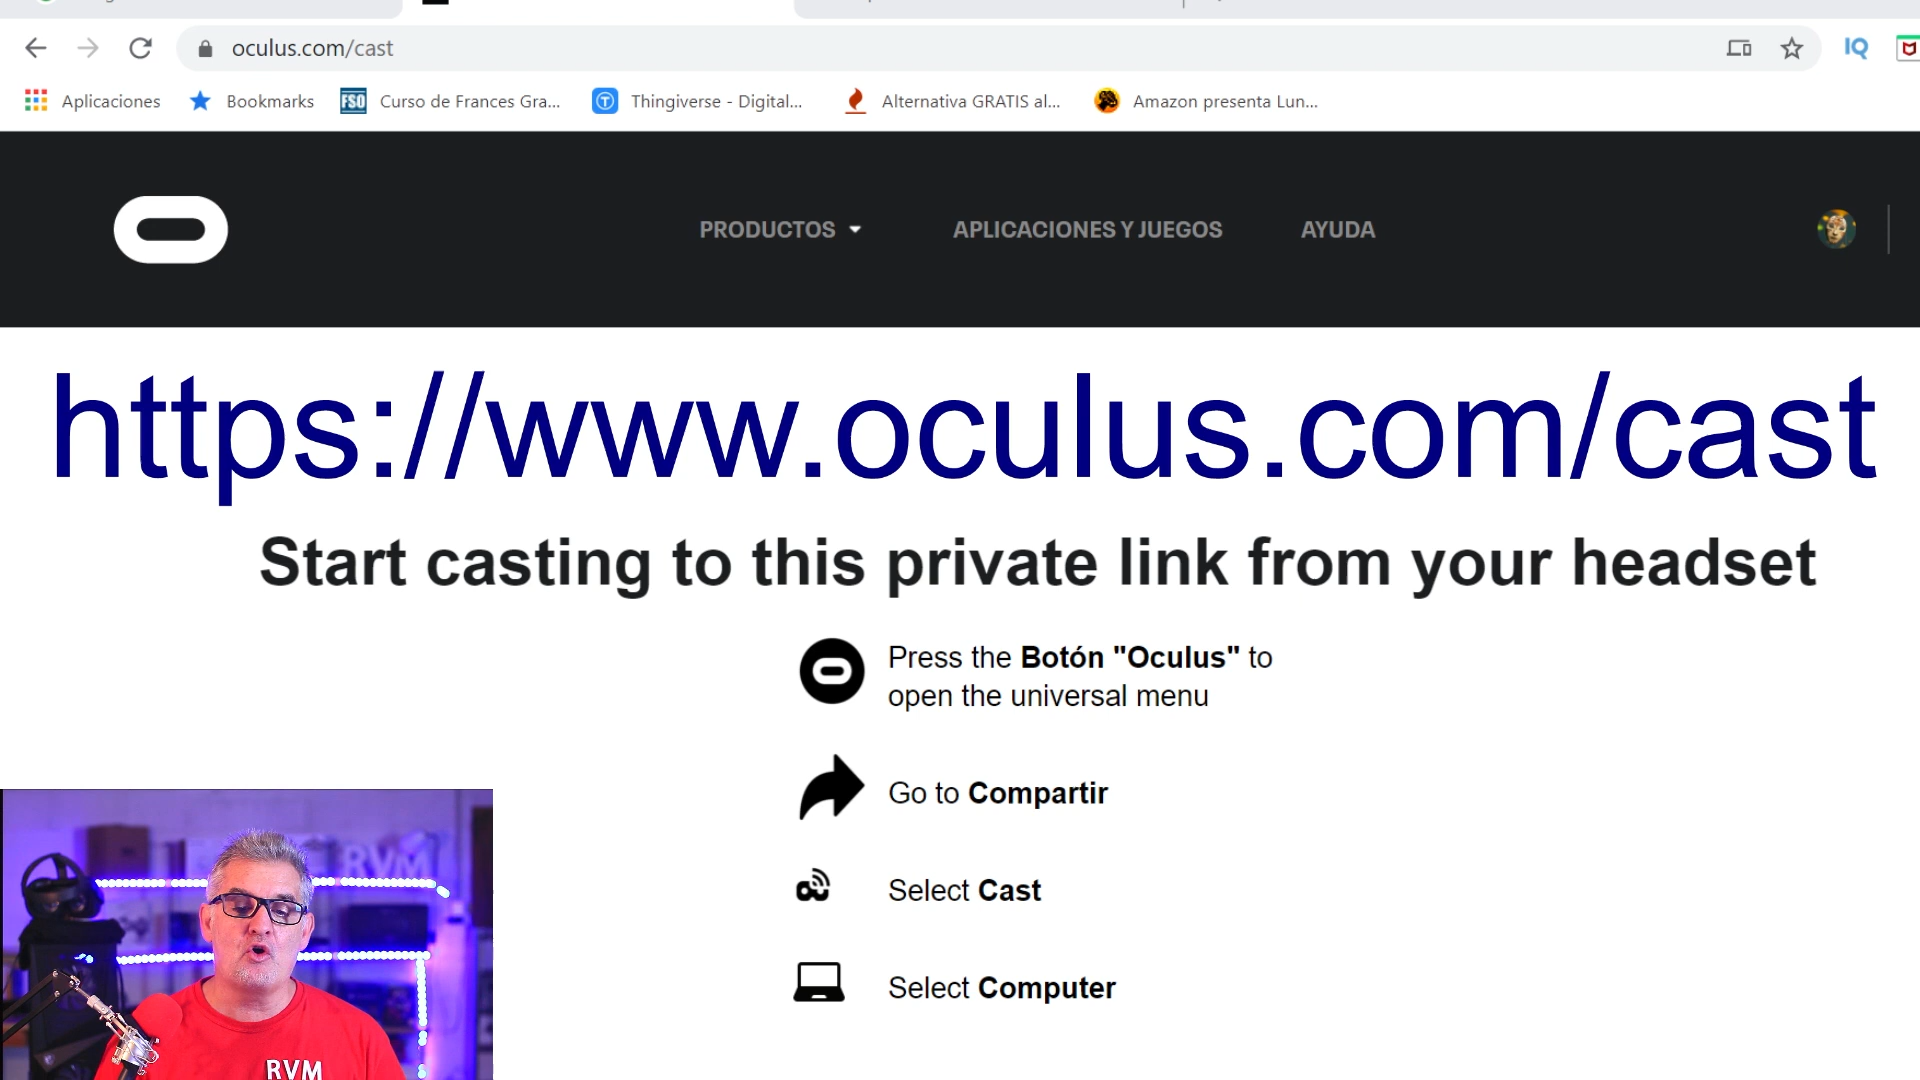 oculus.com/cast
IQ
Aplicaciones
Bookmarks
FSO
Curso de Frances Gra...
T
Thingiverse - Digital...
Alternativa GRATIS al...
Amazon presenta Lun...
PRODUCTOS
APLICACIONES Y JUEGOS
AYUDA
https://www.oculus.com/cast
Start casting to this private link from your headset
Press the Botón "Oculus" to
open the universal menu
Go to Compartir
Select Cast
Select Computer
RVM
RVM